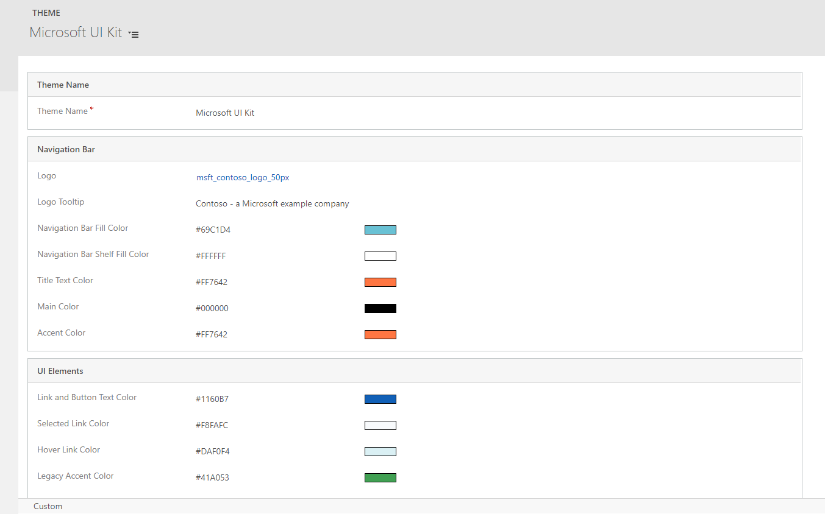 THEME
Microsoft UI Kit
Theme Name
Theme Name * Microsoft UI Kit
Navigation Bar
Logo msft_contoso_logo_50px
Logo Tooltip Contoso - a Microsoft example company
Navigation Bar Fill Color #69C1D4
Navigation Bar Shelf Fill Color #FFFFFF
Title Text Color #FF7642
Main Color #000000
Accent Color #FF7642
UI Elements
Link and Button Text Color #1160B7
Selected Link Color #F8FAFC
Hover Link Color #DAF0F4
Legacy Accent Color #41A053
Custom